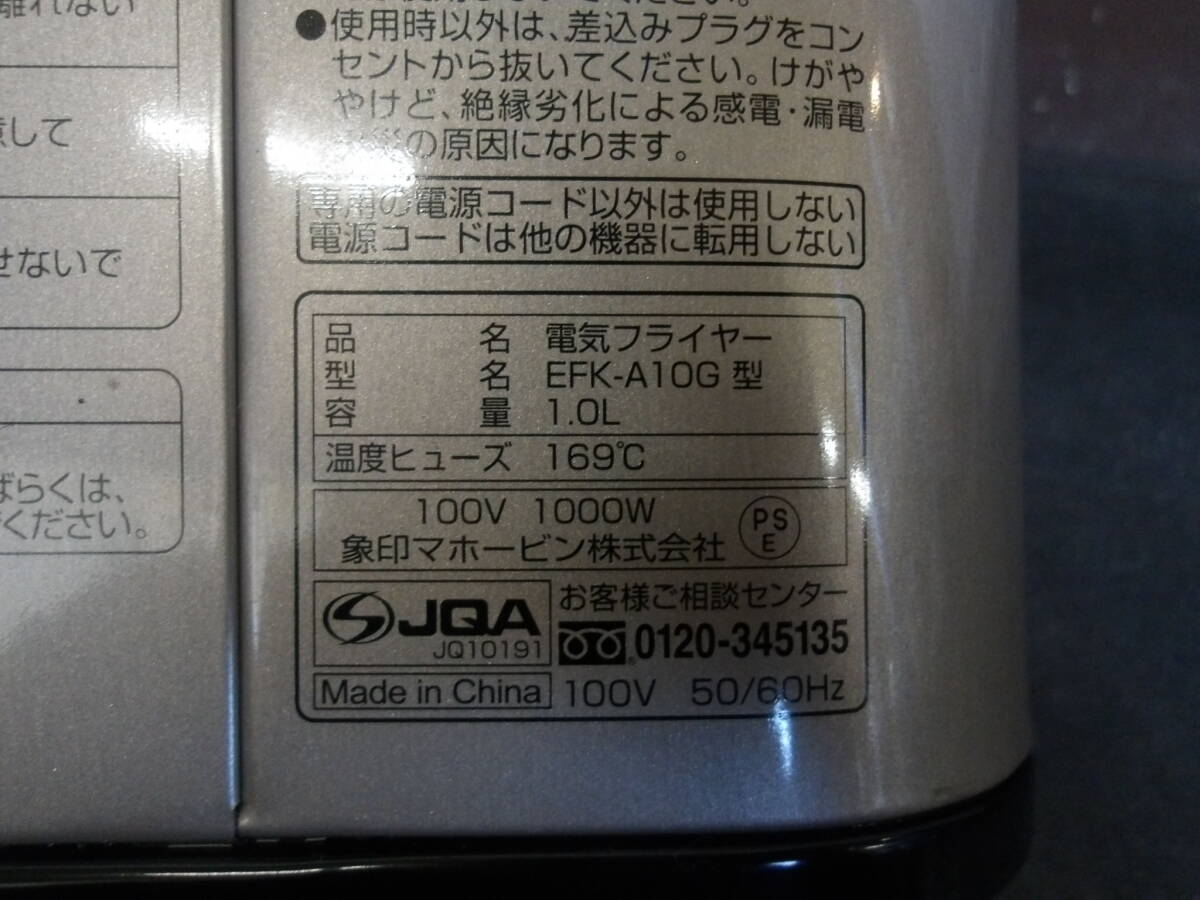 離れない
意して
せないで
ばらくは、
ください。
●使用時以外は、差込みプラグをコン
セントから抜いてください。けがや
やけど、絶縁劣化による感電・漏電
の原因になります。
専用の電源コード以外は使用しない
電源コードは他の機器に転用しない
品名 電気フライヤー
型名 EFK-A10G 型
容量 1.0L
温度ヒューズ 169℃
100V 1000W
象印マホービン株式会社
PSE
JQA
JQ10191
お客様ご相談センター
0120-345135
Made in China
100V 50/60Hz